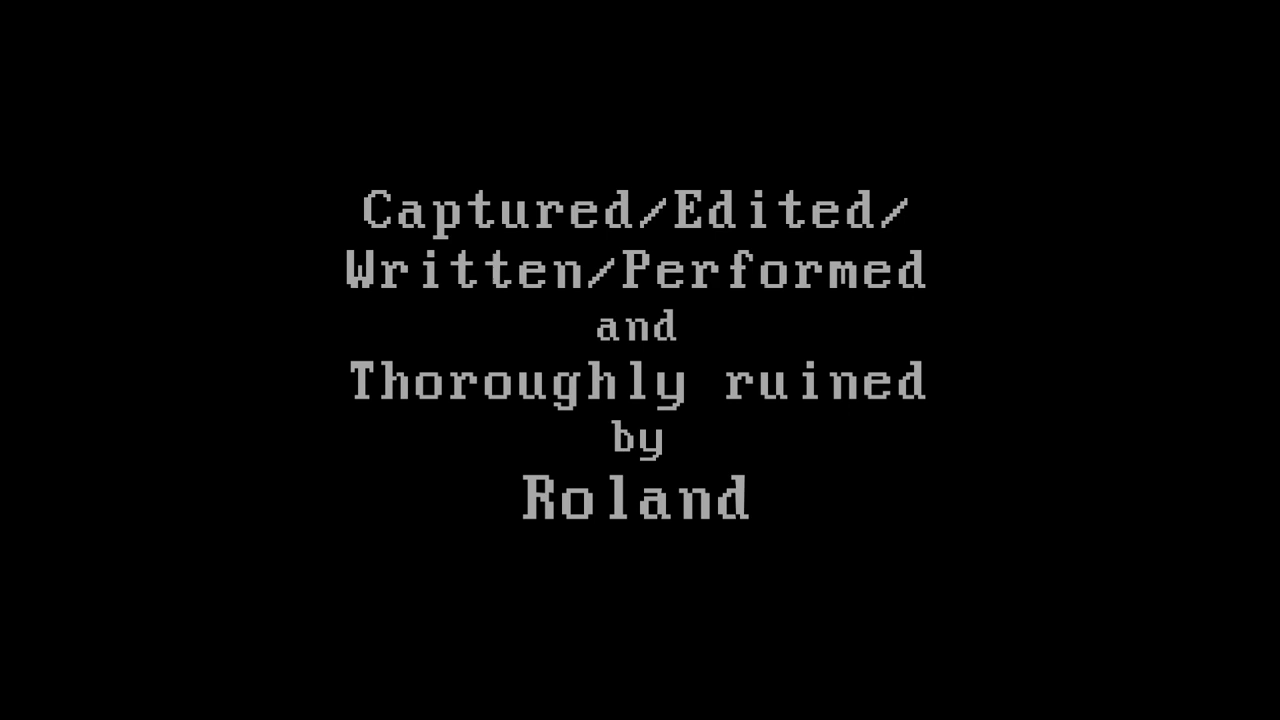 Captured/Edited/
Written/Performed
and
Thoroughly ruined
by
Roland